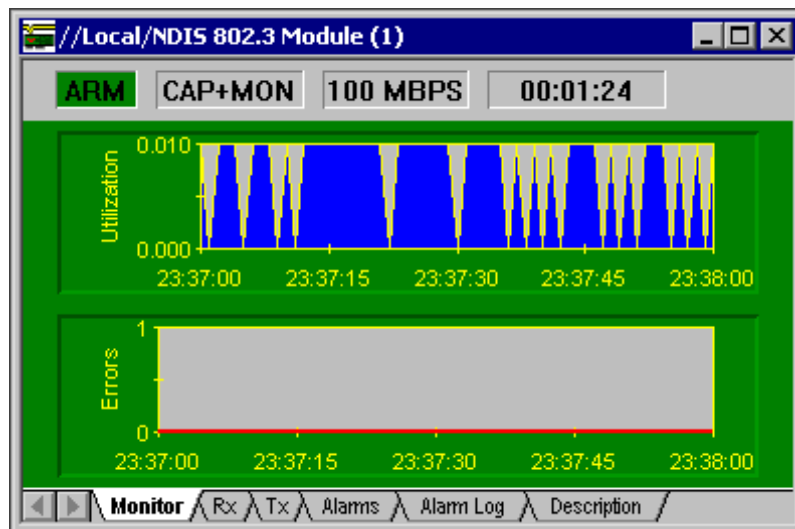 //Local/NDIS 802.3 Module (1)
ARM CAP+MON 100 MBPS 00:01:24
Utilization
0.010
0.000
23:37:00 23:37:15 23:37:30 23:37:45 23:38:00
Errors
1
0
23:37:00 23:37:15 23:37:30 23:37:45 23:38:00
Monitor Rx Tx Alarms Alarm Log Description